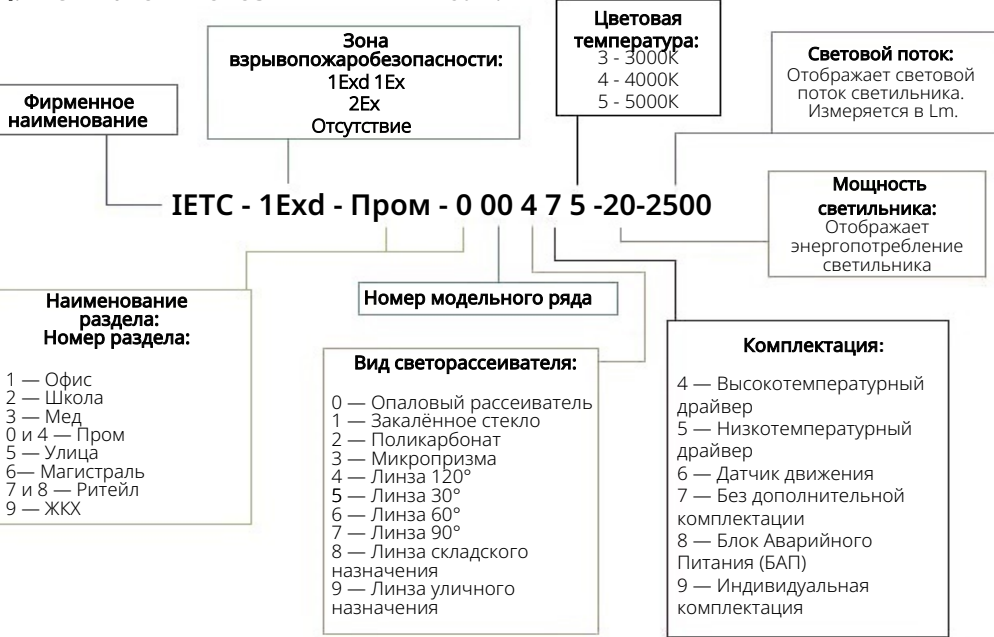 Цветовая
температура:
3 - 3000К
4 - 4000К
5 - 5000К
Зона
взрывопожаробезопасности:
1Exd 1Ex
2Ex
Отсутствие
Световой поток:
Отображает световой
поток светильника.
Измеряется в Lm.
Фирменное
наименование
IETC - 1Exd - Пром - 0 00 4 7 5 -20-2500
Мощность
светильника:
Отображает
энергопотребление
светильника
Наименование
раздела:
Номер раздела:
1 — Офис
2 — Школа
3 — Мед
0 и 4 — Пром
5 — Улица
6— Магистраль
7 и 8 — Ритейл
9 — ЖКХ
Номер модельного ряда
Вид светорассеивателя:
0 — Опаловый рассеиватель
1 — Закалённое стекло
2 — Поликарбонат
3 — Микропризма
4 — Линза 120°
5 — Линза 30°
6 — Линза 60°
7 — Линза 90°
8 — Линза складского
назначения
9 — Линза уличного
назначения
Комплектация:
4 — Высокотемпературный
драйвер
5 — Низкотемпературный
драйвер
6 — Датчик движения
7 — Без дополнительной
комплектации
8 — Блок Аварийного
Питания (БАП)
9 — Индивидуальная
комплектация